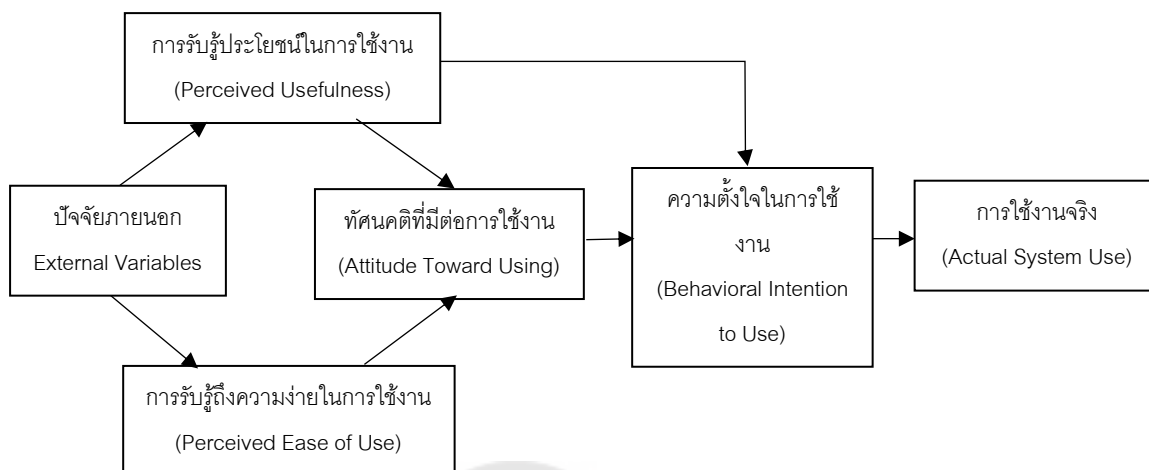 การรับรู้ประโยชน์ในการใช้งาน
(Perceived Usefulness)
ปัจจัยภายนอก
External Variables
ทัศนคติที่มีต่อการใช้งาน
(Attitude Toward Using)
ความตั้งใจในการใช้
งาน
(Behavioral Intention
to Use)
การใช้งานจริง
(Actual System Use)
การรับรู้ถึงความง่ายในการใช้งาน
(Perceived Ease of Use)